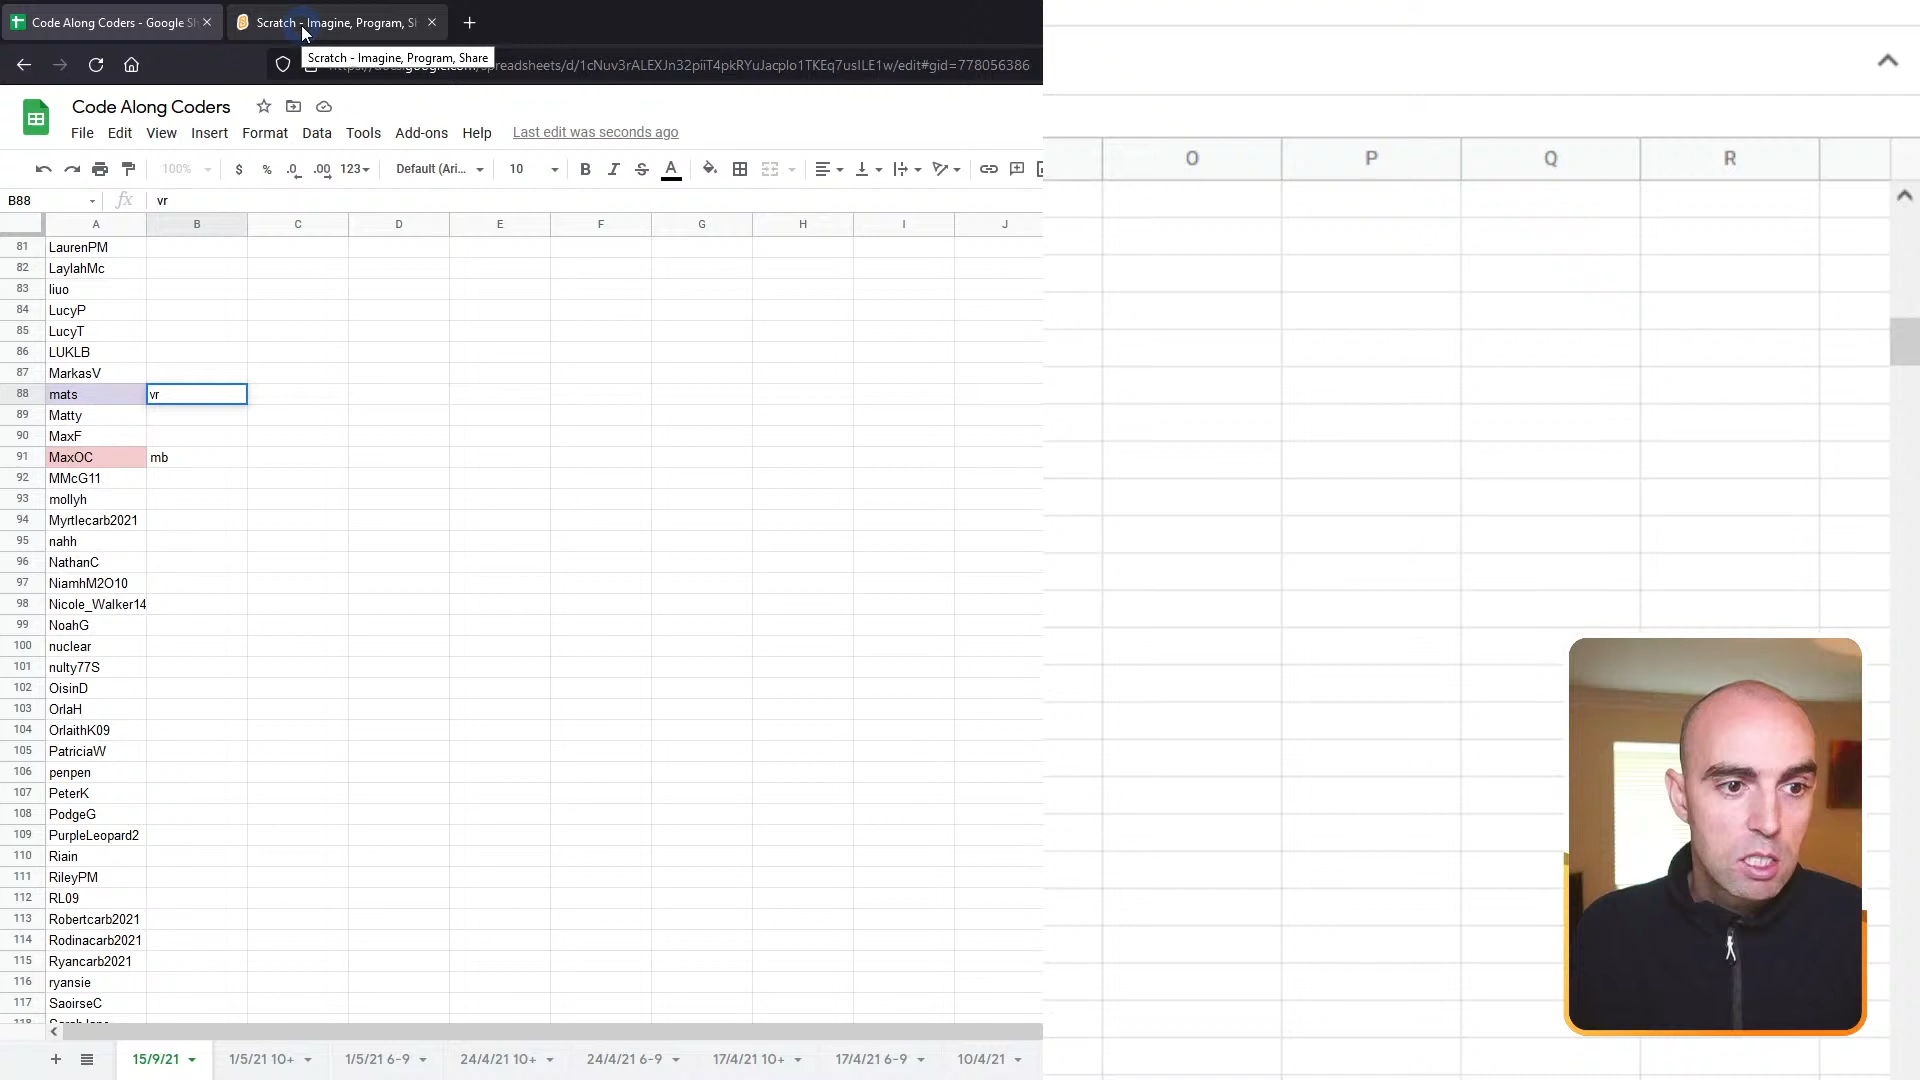 Code Along Coders - Google Sh
Scratch - Imagine, Program, Sh
Scratch - Imagine, Program, Share
https://docs.google.com/spreadsheets/d/1cNuv3rALEXJn32piiT4pkRYuJacplo1TKEq7usILE1w/edit#gid=778056386
Code Along Coders
File Edit View Insert Format Data Tools Add-ons Help Last edit was seconds ago
100% $ % .0 .00 123 Default (Ari... 10 B I S A
B88 fx vr
A B C D E F G H I J
O P Q R
81 LaurenPM
82 LaylahMc
83 liuo
84 LucyP
85 LucyT
86 LUKLB
87 MarkasV
88 mats vr
89 Matty
90 MaxF
91 MaxOC mb
92 MMcG11
93 mollyh
94 Myrtlecarb2021
95 nahh
96 NathanC
97 NiamhM2O10
98 Nicole_Walker14
99 NoahG
100 nuclear
101 nulty77S
102 OisinD
103 OrlaH
104 OrlaithK09
105 PatriciaW
106 penpen
107 PeterK
108 PodgeG
109 PurpleLeopard2
110 Riain
111 RileyPM
112 RL09
113 Robertcarb2021
114 Rodinacarb2021
115 Ryancarb2021
116 ryansie
117 SaoirseC
15/9/21 1/5/21 10+ 1/5/21 6-9 24/4/21 10+ 24/4/21 6-9 17/4/21 10+ 17/4/21 6-9 10/4/21